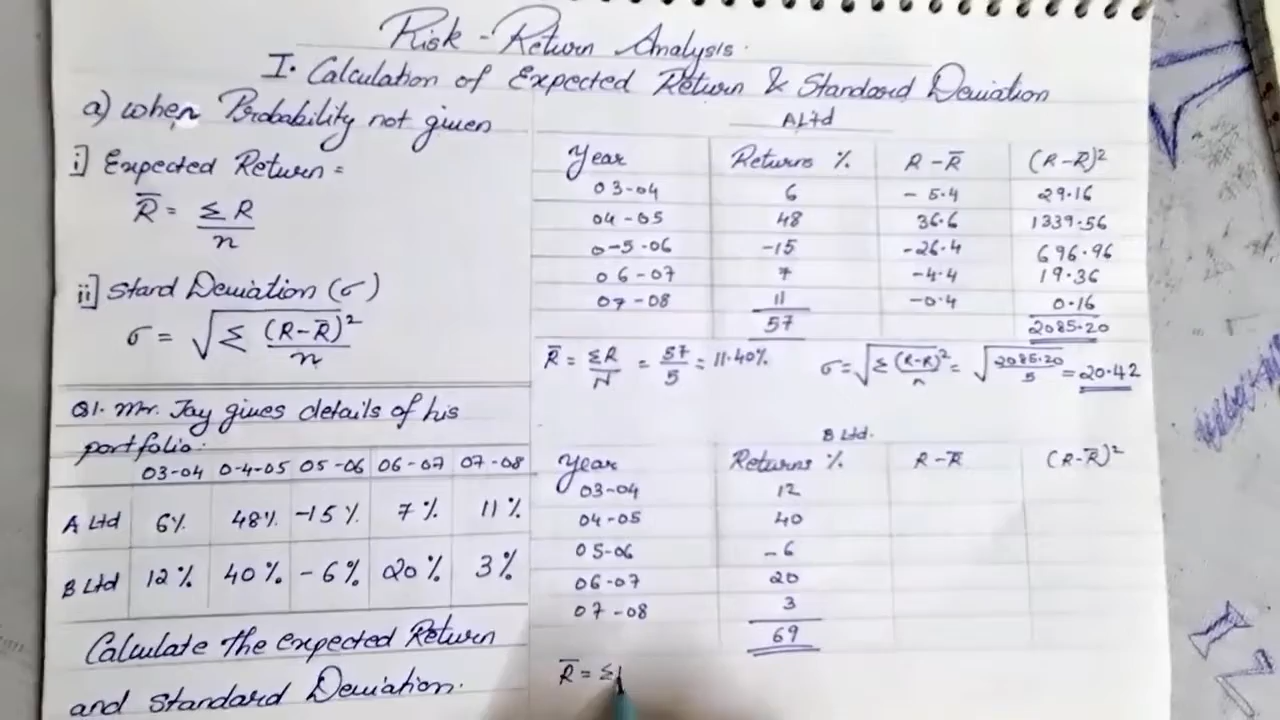 Risk - Return Analysis.
I. Calculation of Expected Return & Standard Deviation
a) when Probability not given
i] Expected Return =
R̅ = ΣR / n
ii] Stard Deviation (σ)
σ = √Σ (R-R̅)² / n
Q1. Mr. Jay gives details of his
portfolio:
03-04 0-4-05 05-06 06-07 07-08
A Ltd 6% 48% -15% 7% 11%
B Ltd 12% 40% -6% 20% 3%
Calculate the expected Return
and standard Deviation.
A Ltd
Year Returns % R-R̅ (R-R̅)²
03-04 6 -5.4 29.16
04-05 48 36.6 1339.56
0-5-06 -15 -26.4 696.96
06-07 7 -4.4 19.36
07-08 11 -0.4 0.16
57 2085.20
R̅ = ΣR / N = 57 / 5 = 11.40% σ = √Σ (R-R)² / n = √2085.20 / 5 = 20.42
B Ltd.
Year Returns % R-R̅ (R-R̅)²
03-04 12
04-05 40
05-06 -6
06-07 20
07-08 3
69
R̅ = Σ